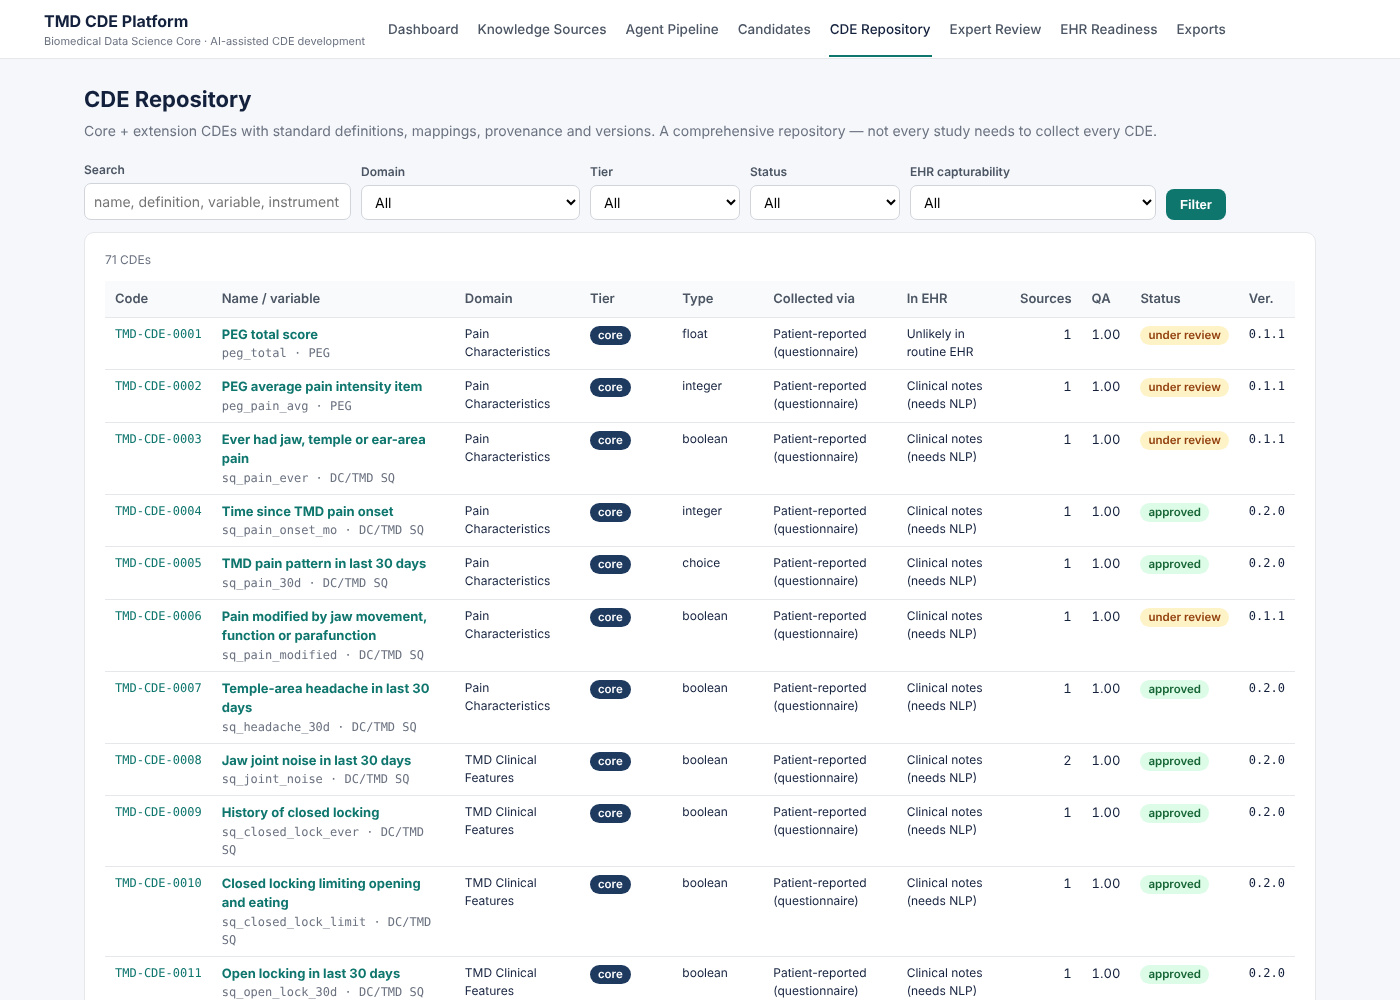 TMD CDE Platform
Biomedical Data Science Core · AI-assisted CDE development
Dashboard Knowledge Sources Agent Pipeline Candidates CDE Repository Expert Review EHR Readiness Exports
CDE Repository
Core + extension CDEs with standard definitions, mappings, provenance and versions. A comprehensive repository — not every study needs to collect every CDE.
Search Domain Tier Status EHR capturability
name, definition, variable, instrument All All All All Filter
71 CDEs
Code Name / variable Domain Tier Type Collected via In EHR Sources QA Status Ver.
TMD-CDE-0001 PEG total score Pain core float Patient-reported Unlikely in 1 1.00 under review 0.1.1
peg_total · PEG Characteristics (questionnaire) routine EHR
TMD-CDE-0002 PEG average pain intensity item Pain core integer Patient-reported Clinical notes 1 1.00 under review 0.1.1
peg_pain_avg · PEG Characteristics (questionnaire) (needs NLP)
TMD-CDE-0003 Ever had jaw, temple or ear-area Pain core boolean Patient-reported Clinical notes 1 1.00 under review 0.1.1
pain Characteristics (questionnaire) (needs NLP)
sq_pain_ever · DC/TMD SQ
TMD-CDE-0004 Time since TMD pain onset Pain core integer Patient-reported Clinical notes 1 1.00 approved 0.2.0
sq_pain_onset_mo · DC/TMD SQ Characteristics (questionnaire) (needs NLP)
TMD-CDE-0005 TMD pain pattern in last 30 days Pain core choice Patient-reported Clinical notes 1 1.00 approved 0.2.0
sq_pain_30d · DC/TMD SQ Characteristics (questionnaire) (needs NLP)
TMD-CDE-0006 Pain modified by jaw movement, Pain core boolean Patient-reported Clinical notes 1 1.00 under review 0.1.1
function or parafunction Characteristics (questionnaire) (needs NLP)
sq_pain_modified · DC/TMD SQ
TMD-CDE-0007 Temple-area headache in last 30 Pain core boolean Patient-reported Clinical notes 1 1.00 approved 0.2.0
days Characteristics (questionnaire) (needs NLP)
sq_headache_30d · DC/TMD SQ
TMD-CDE-0008 Jaw joint noise in last 30 days TMD Clinical core boolean Patient-reported Clinical notes 2 1.00 approved 0.2.0
sq_joint_noise · DC/TMD SQ Features (questionnaire) (needs NLP)
TMD-CDE-0009 History of closed locking TMD Clinical core boolean Patient-reported Clinical notes 1 1.00 approved 0.2.0
sq_closed_lock_ever · DC/TMD Features (questionnaire) (needs NLP)
SQ
TMD-CDE-0010 Closed locking limiting opening TMD Clinical core boolean Patient-reported Clinical notes 1 1.00 approved 0.2.0
and eating Features (questionnaire) (needs NLP)
sq_closed_lock_limit · DC/TMD
SQ
TMD-CDE-0011 Open locking in last 30 days TMD Clinical core boolean Patient-reported Clinical notes 1 1.00 approved 0.2.0
sq_open_lock_30d · DC/TMD SQ Features (questionnaire) (needs NLP)